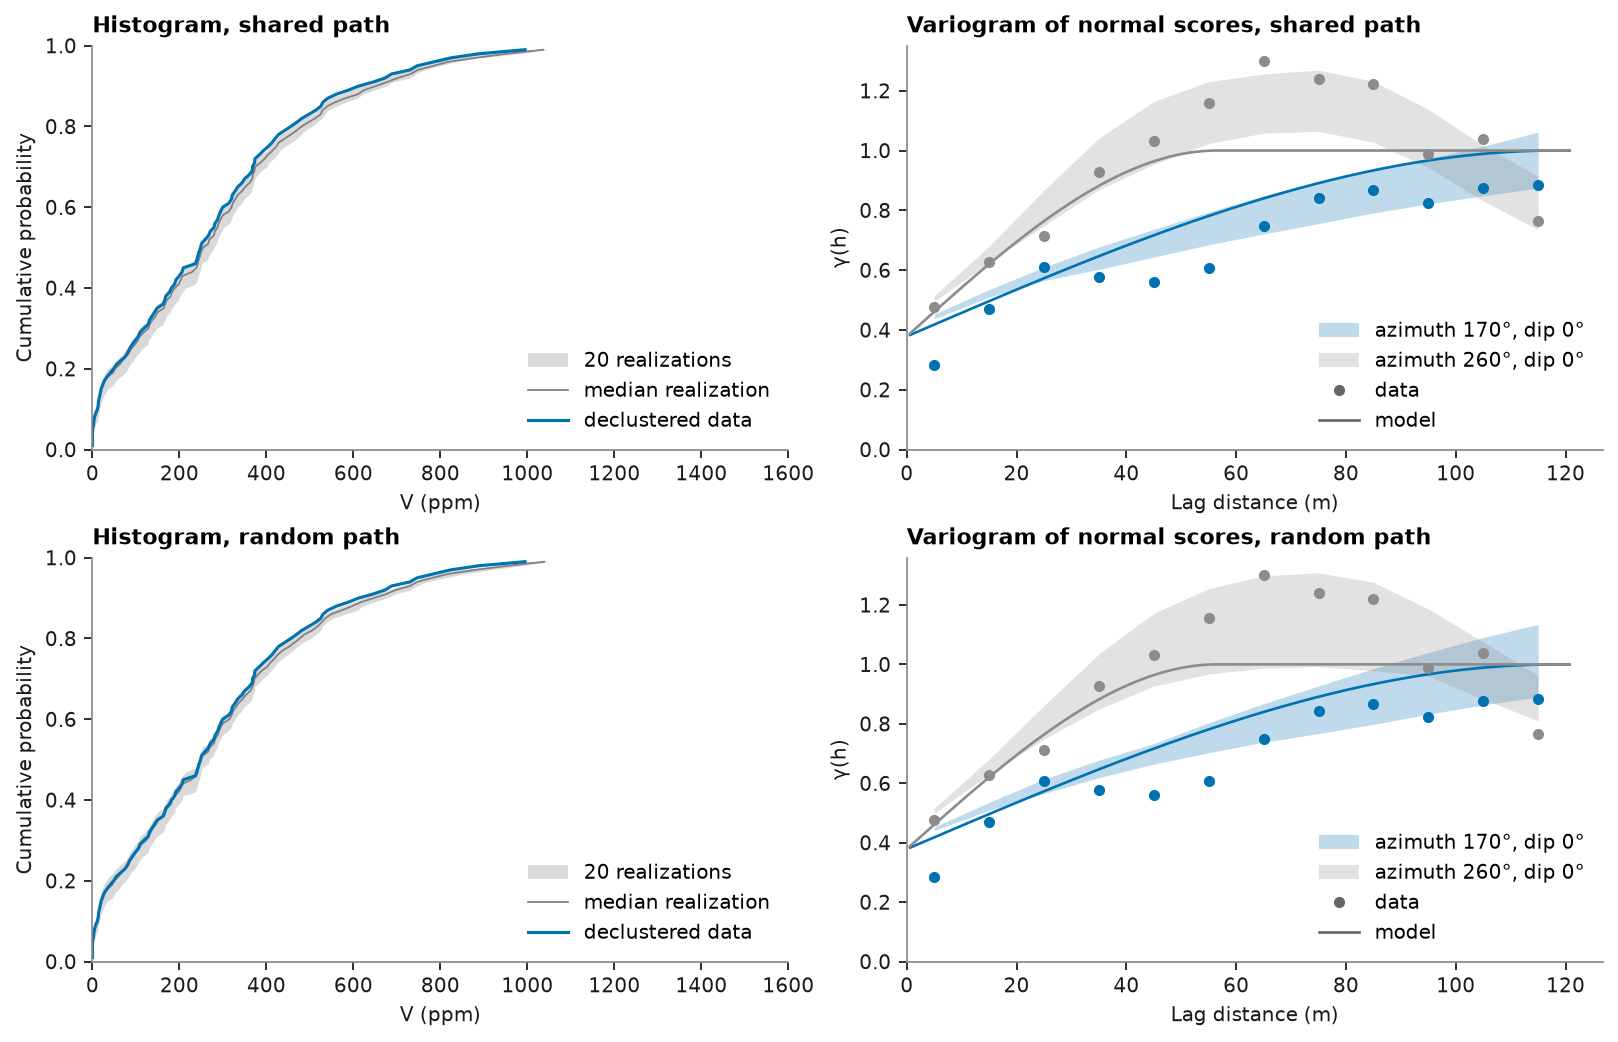 Histogram, shared path
Cumulative probability
1.0
0.8
0.6
0.4
0.2
0.0
20 realizations
median realization
declustered data
0 200 400 600 800 1000 1200 1400 1600
V (ppm)
Variogram of normal scores, shared path
γ(h)
1.2
1.0
0.8
0.6
0.4
0.2
0.0
azimuth 170°, dip 0°
azimuth 260°, dip 0°
data
model
0 20 40 60 80 100 120
Lag distance (m)
Histogram, random path
Cumulative probability
1.0
0.8
0.6
0.4
0.2
0.0
20 realizations
median realization
declustered data
0 200 400 600 800 1000 1200 1400 1600
V (ppm)
Variogram of normal scores, random path
γ(h)
1.2
1.0
0.8
0.6
0.4
0.2
0.0
azimuth 170°, dip 0°
azimuth 260°, dip 0°
data
model
0 20 40 60 80 100 120
Lag distance (m)